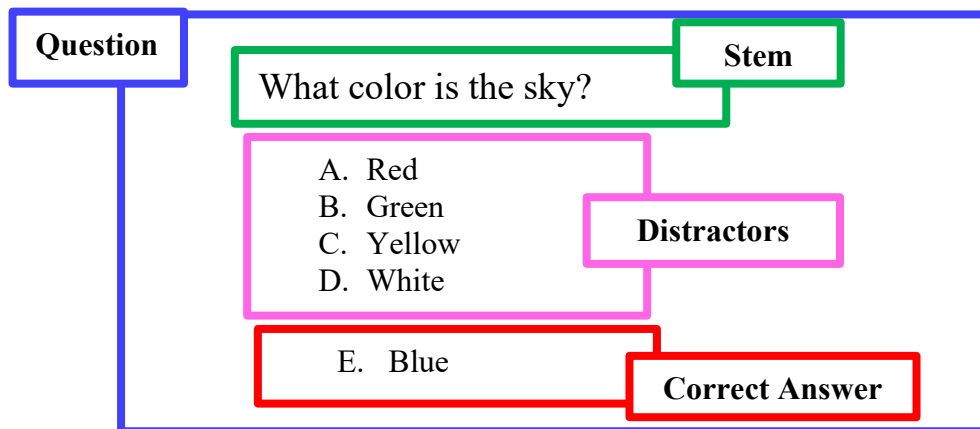 Question
Stem
What color is the sky?
A. Red
B. Green
C. Yellow
D. White
Distractors
E. Blue
Correct Answer